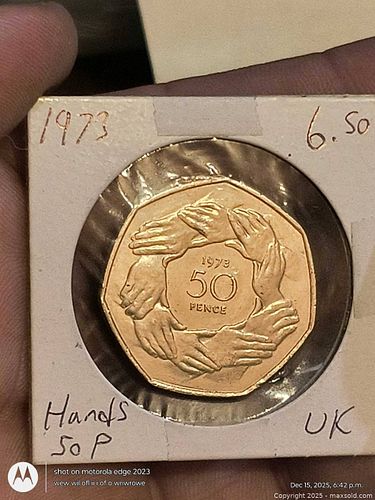 1973
6.50
1973
50
PENCE
Hands
50 P
UK
shot on motorola edge 2023
Dec 15, 2025, 6:42 p.m.
Copyright 2025 - maxsold.com